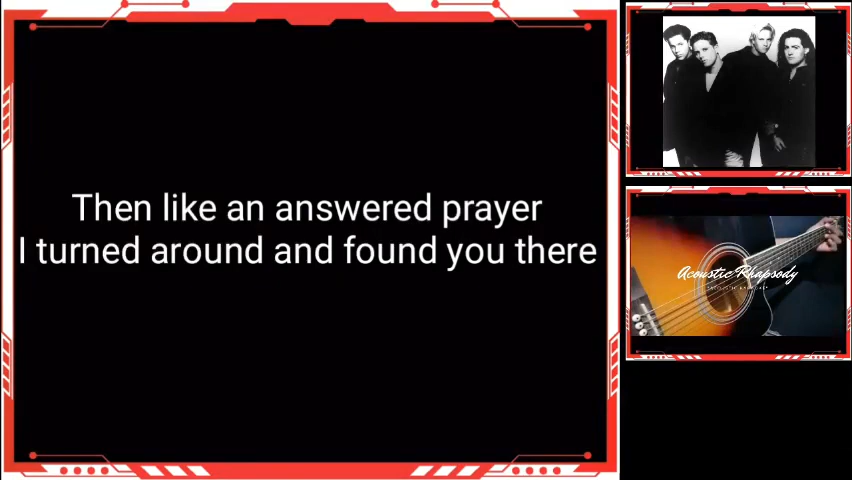 Then like an answered prayer
I turned around and found you there
Acoustic Rhapsody